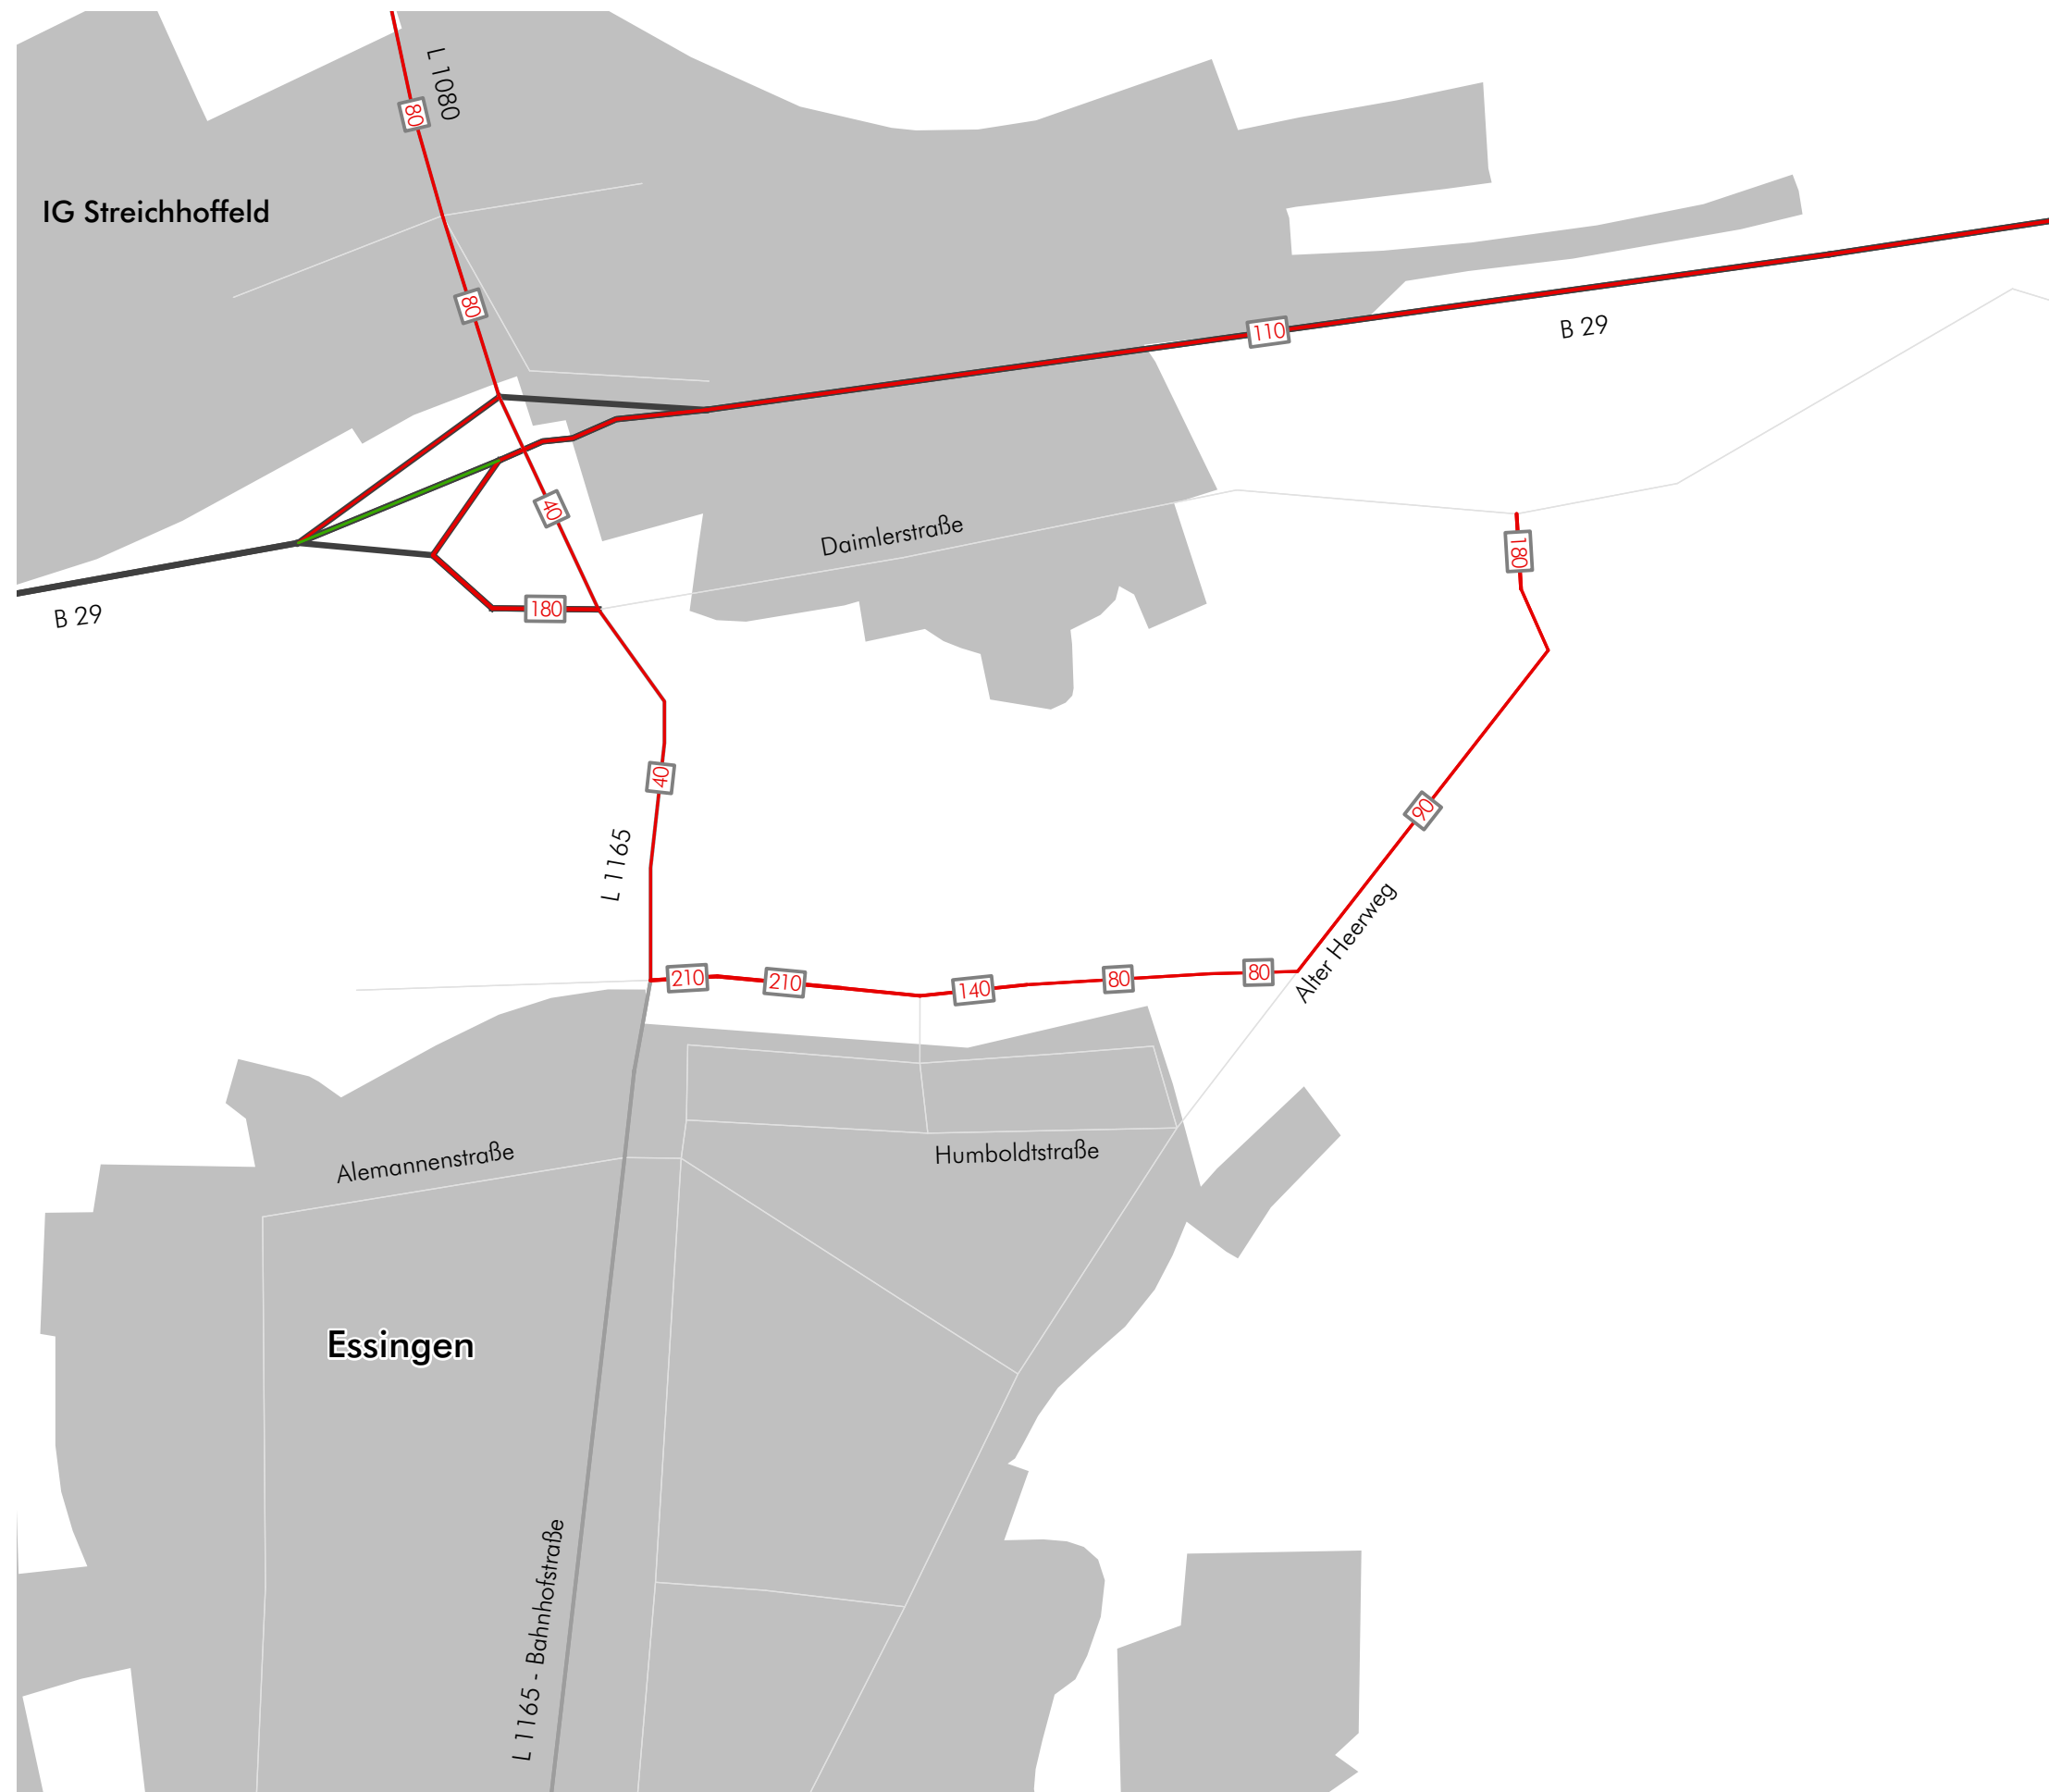 L 1080
80
IG Streichhoffeld
80
110
B 29
40
Daimlerstraße
180
B 29
180
40
90
L 1165
Alter Heerweg
210
210
140
80
80
Alemannenstraße
Humboldtstraße
Essingen
L 1165 - Bahnhofstraße